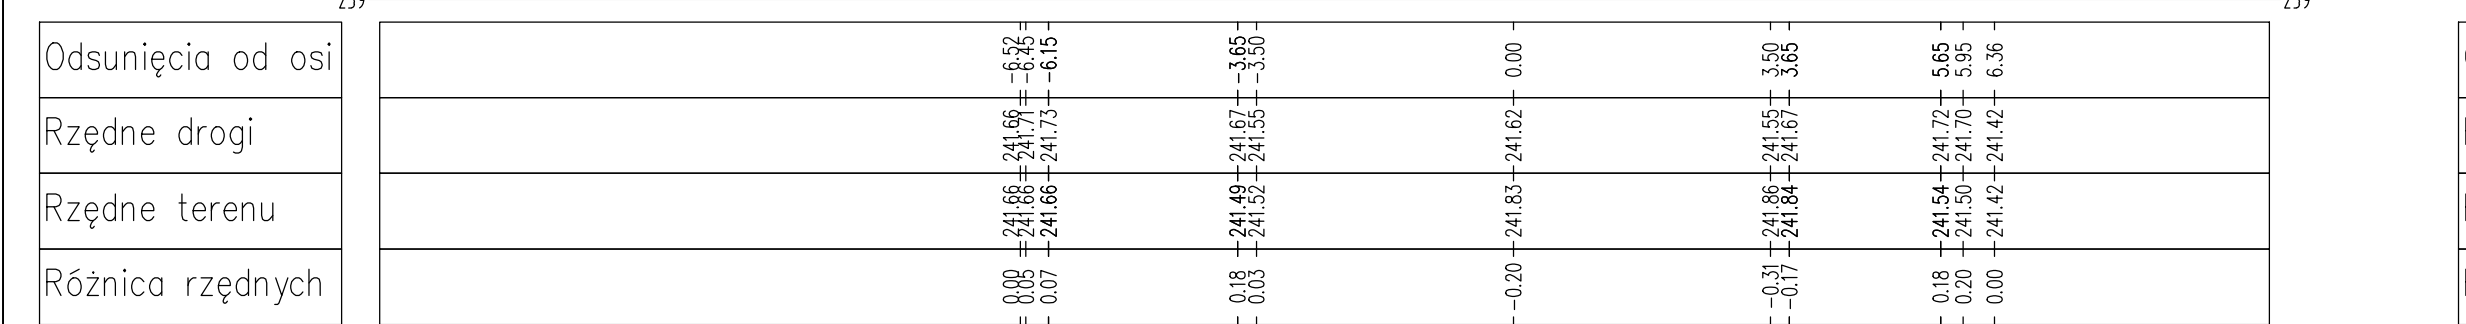 Odsunięcia od osi -6.52 -6.45 -6.15 -3.65 -3.50 0.00 3.50 3.65 5.65 5.95 6.36
Rzędne drogi 241.66 241.71 241.73 241.67 241.55 241.62 241.55 241.67 241.72 241.70 241.42
Rzędne terenu 241.66 241.66 241.66 241.49 241.52 241.83 241.86 241.84 241.54 241.50 241.42
Różnica rzędnych 0.00 0.05 0.07 0.18 0.03 -0.20 -0.31 -0.17 0.18 0.20 0.00